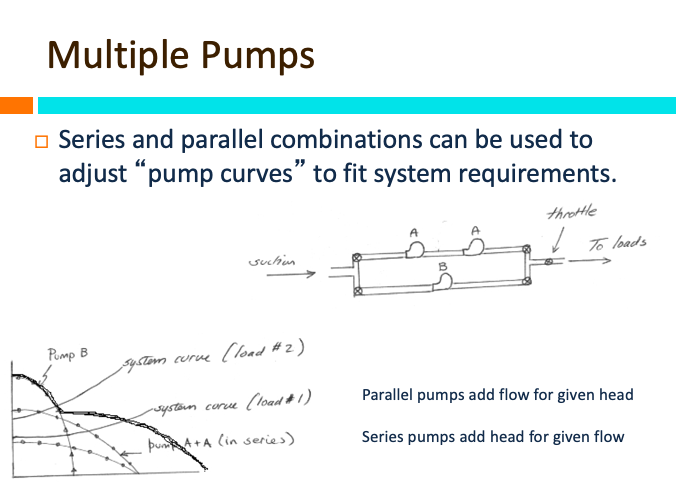 Multiple Pumps
Series and parallel combinations can be used to
adjust “pump curves” to fit system requirements.
throttle
A A
To loads
suction
B
Pump B
system curve (load #2)
system curve (load #1)
Parallel pumps add flow for given head
pump A+A (in series)
Series pumps add head for given flow